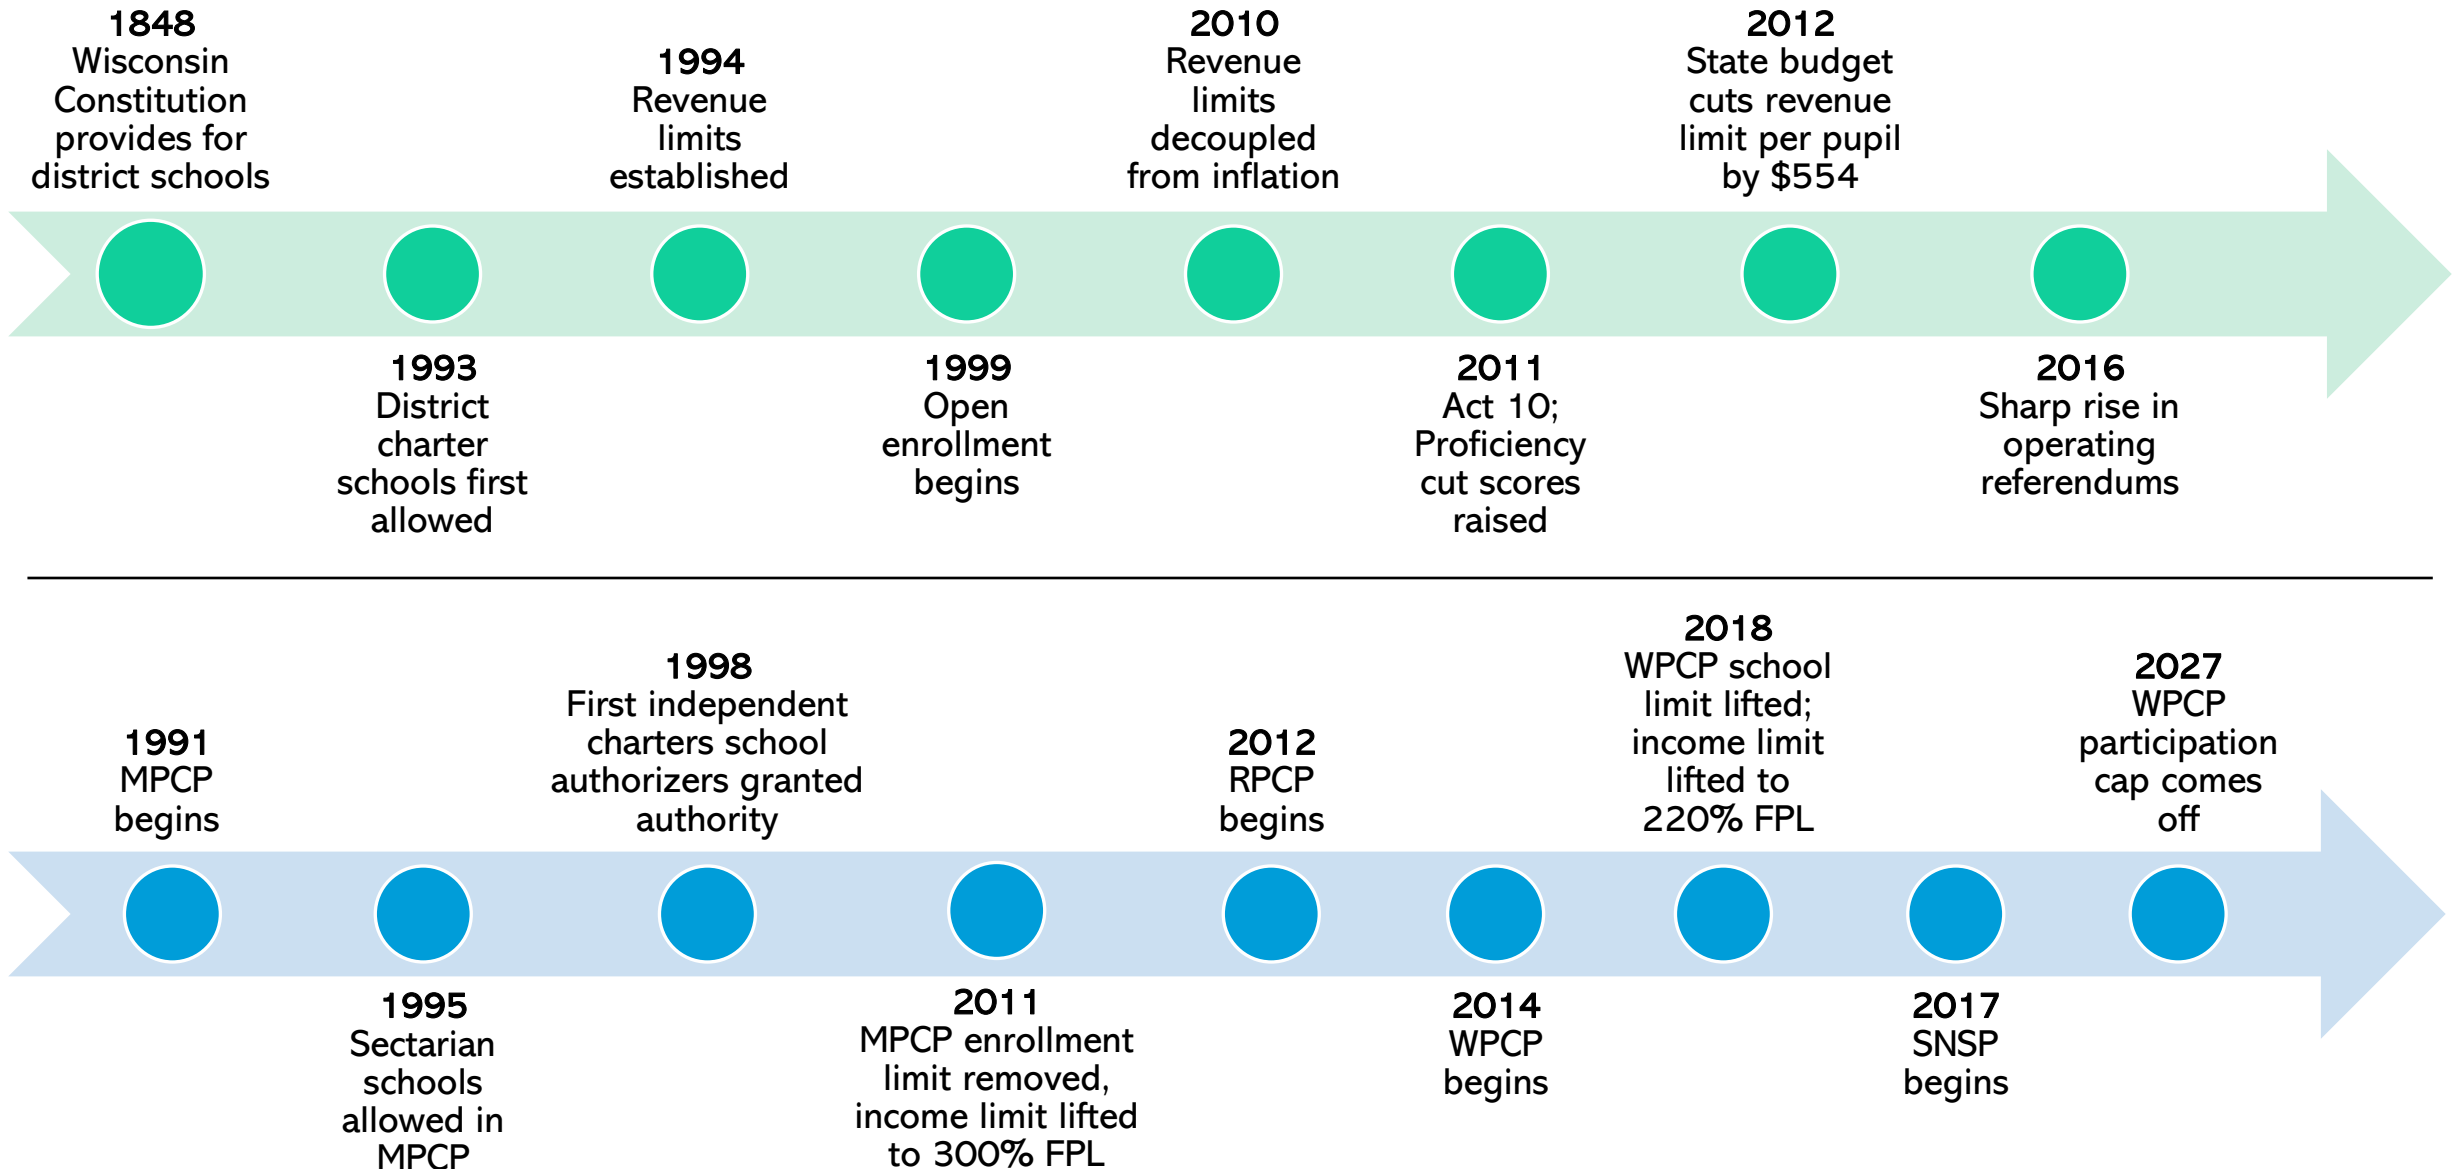 1848
Wisconsin
Constitution
provides for
district schools
1993
District
charter
schools first
allowed
1994
Revenue
limits
established
1999
Open
enrollment
begins
2010
Revenue
limits
decoupled
from inflation
2011
Act 10;
Proficiency
cut scores
raised
2012
State budget
cuts revenue
limit per pupil
by $554
2016
Sharp rise in
operating
referendums
1991
MPCP
begins
1995
Sectarian
schools
allowed in
MPCP
1998
First independent
charters school
authorizers granted
authority
2011
MPCP enrollment
limit removed,
income limit lifted
to 300% FPL
2012
RPCP
begins
2014
WPCP
begins
2018
WPCP school
limit lifted;
income limit
lifted to
220% FPL
2017
SNSP
begins
2027
WPCP
participation
cap comes
off